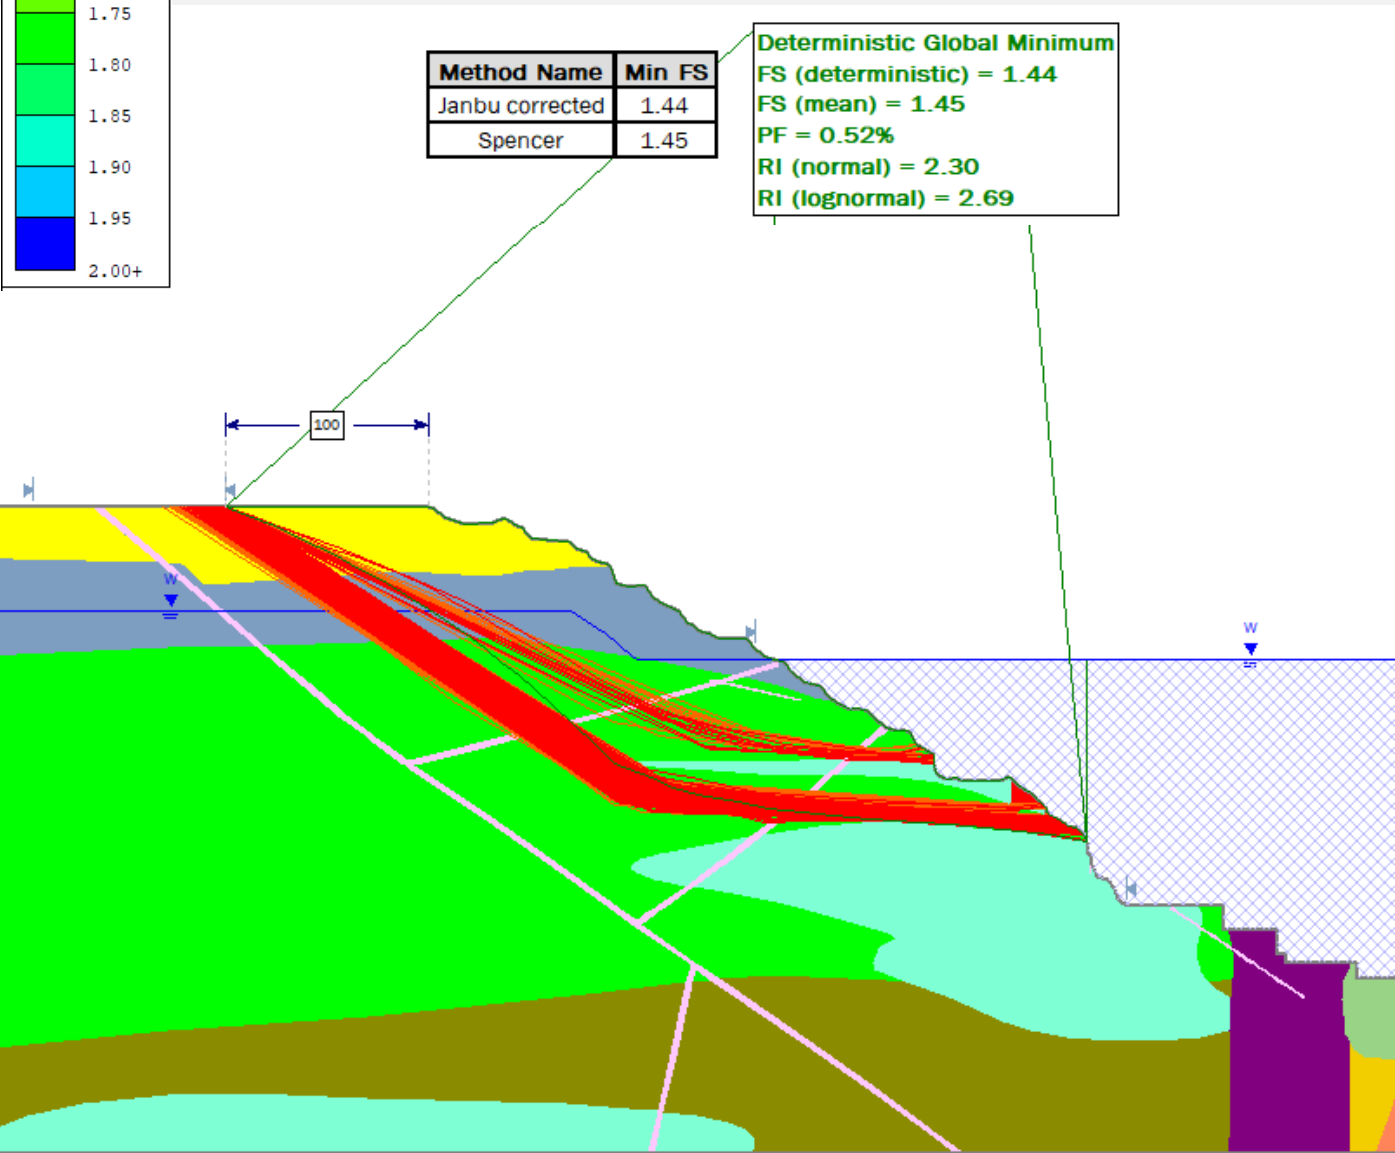 1.75
1.80
1.85
1.90
1.95
2.00+
Method Name Min FS
Janbu corrected 1.44
Spencer 1.45
Deterministic Global Minimum
FS (deterministic) = 1.44
FS (mean) = 1.45
PF = 0.52%
RI (normal) = 2.30
RI (lognormal) = 2.69
100
W
W